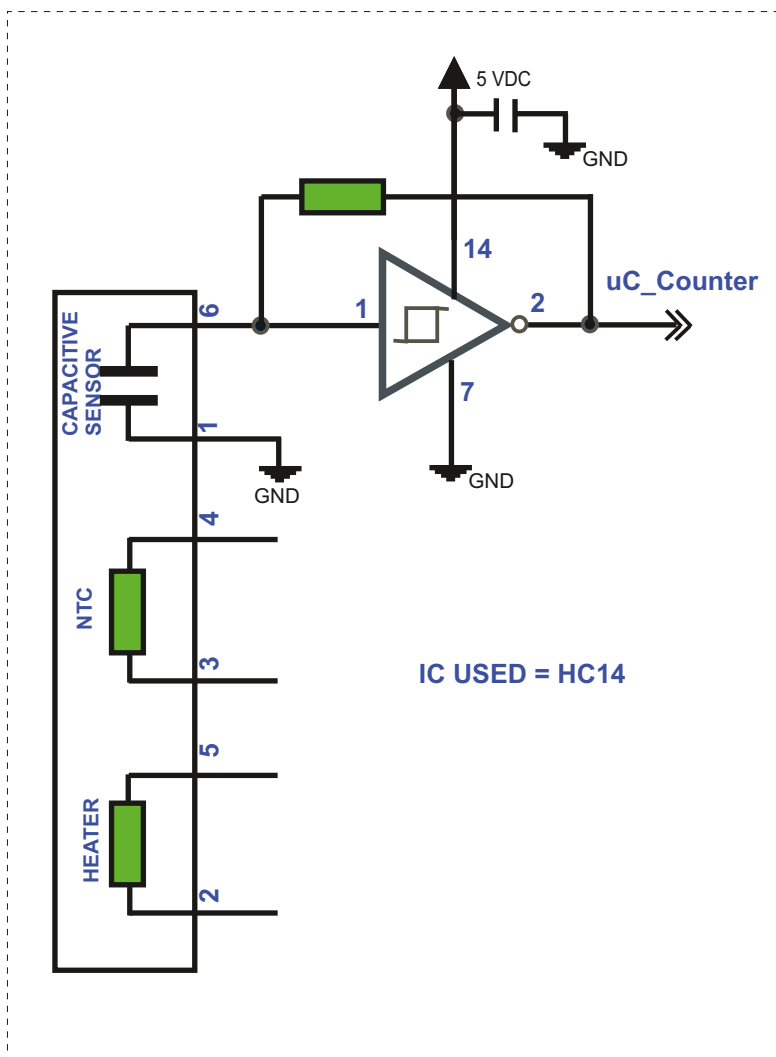 5 VDC
GND
14
uC_Counter
6
1
2
CAPACITIVE
SENSOR
7
1
GND
GND
4
NTC
3
IC USED = HC14
5
HEATER
2